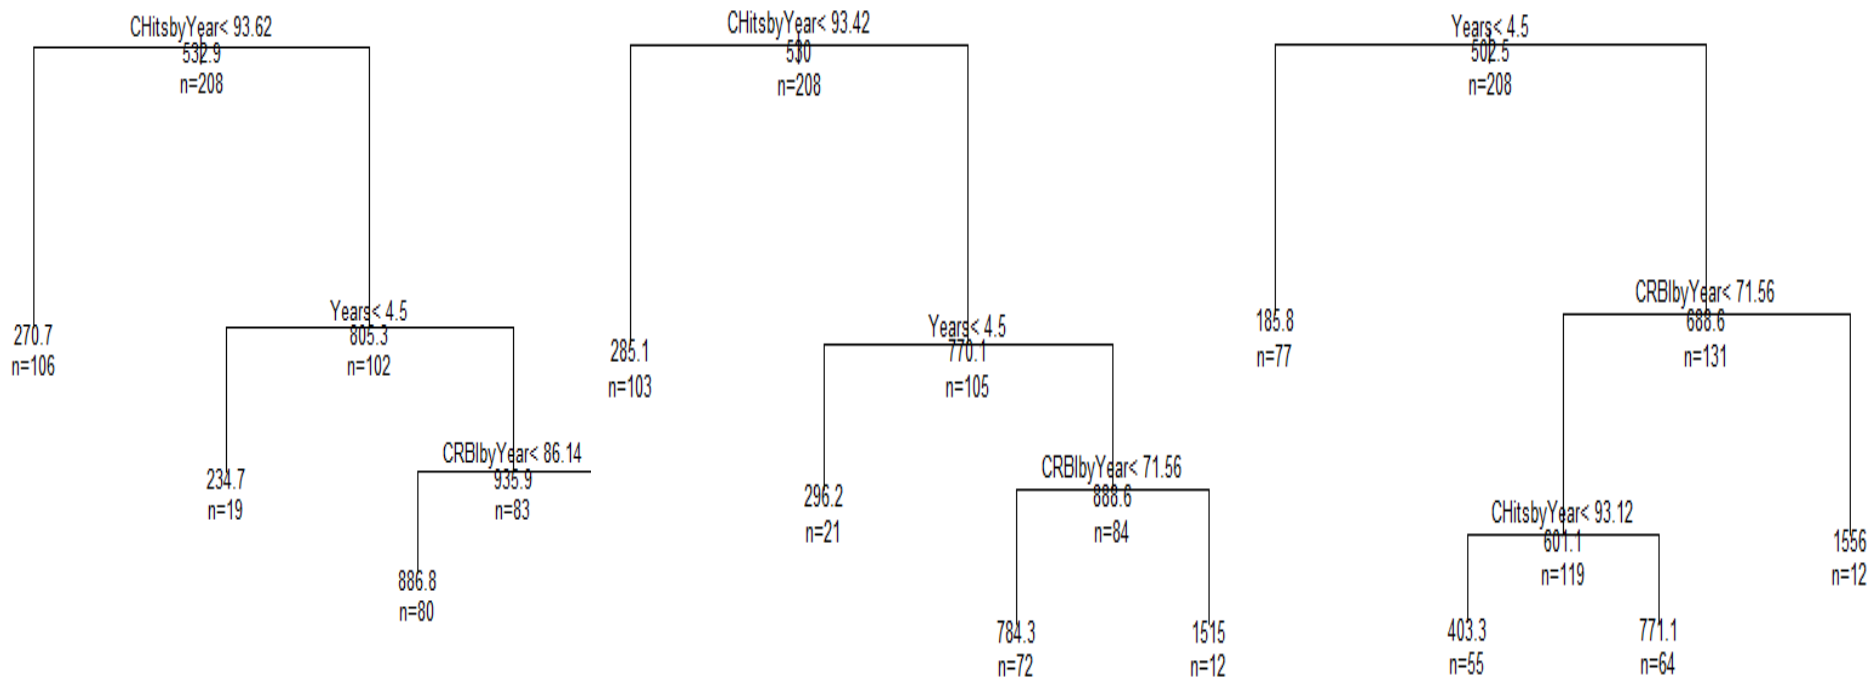 CHitsbyYear< 93.62
532.9
n=208
270.7
n=106
Years< 4.5
805.3
n=102
234.7
n=19
CRBIbyYear< 86.14
935.9
n=83
886.8
n=80
CHitsbyYear< 93.42
530
n=208
285.1
n=103
Years< 4.5
770.1
n=105
296.2
n=21
CRBIbyYear< 71.56
888.6
n=84
784.3
n=72
1515
n=12
Years< 4.5
502.5
n=208
185.8
n=77
CRBIbyYear< 71.56
688.6
n=131
CHitsbyYear< 93.12
601.1
n=119
403.3
n=55
771.1
n=64
1556
n=12